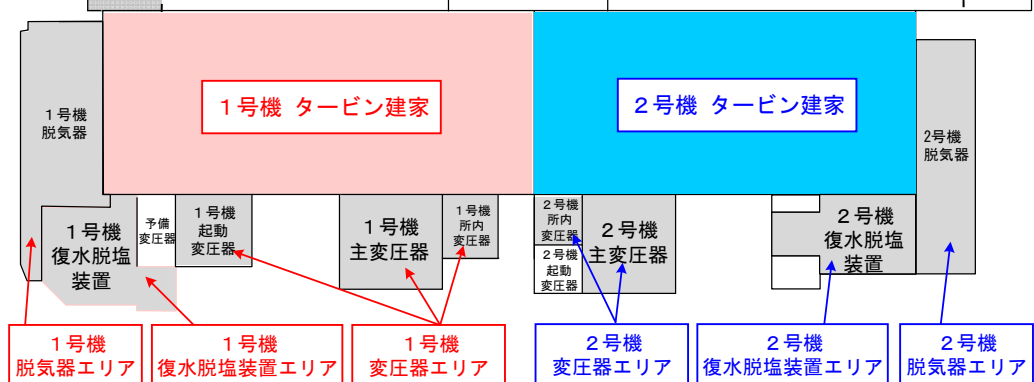 1号機 タービン建家
2号機 タービン建家
1号機
脱気器
2号機
脱気器
1号機
復水脱塩
装置
予備
変圧器
1号機
起動
変圧器
1号機
主変圧器
1号機
所内
変圧器
2号機
所内
変圧器
2号機
起動
変圧器
2号機
主変圧器
2号機
復水脱塩
装置
1号機
脱気器エリア
1号機
復水脱塩装置エリア
1号機
変圧器エリア
2号機
変圧器エリア
2号機
復水脱塩装置エリア
2号機
脱気器エリア